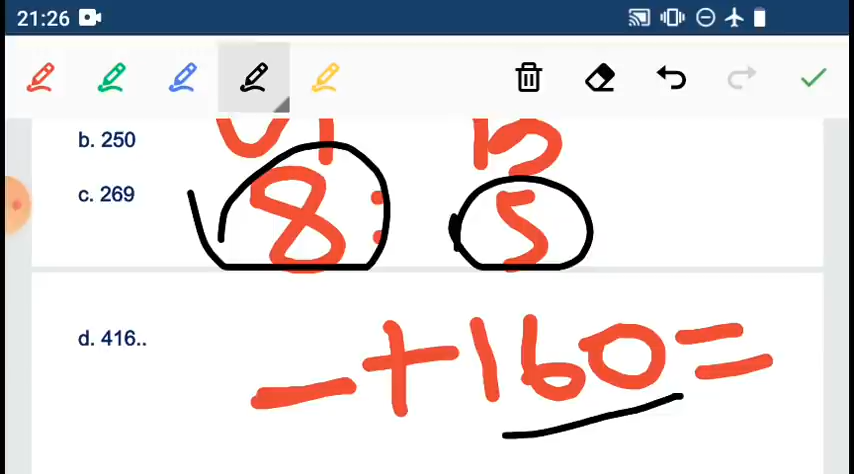 21:26
b. 250
c. 269
8 : 5
d. 416..
– + 160 =